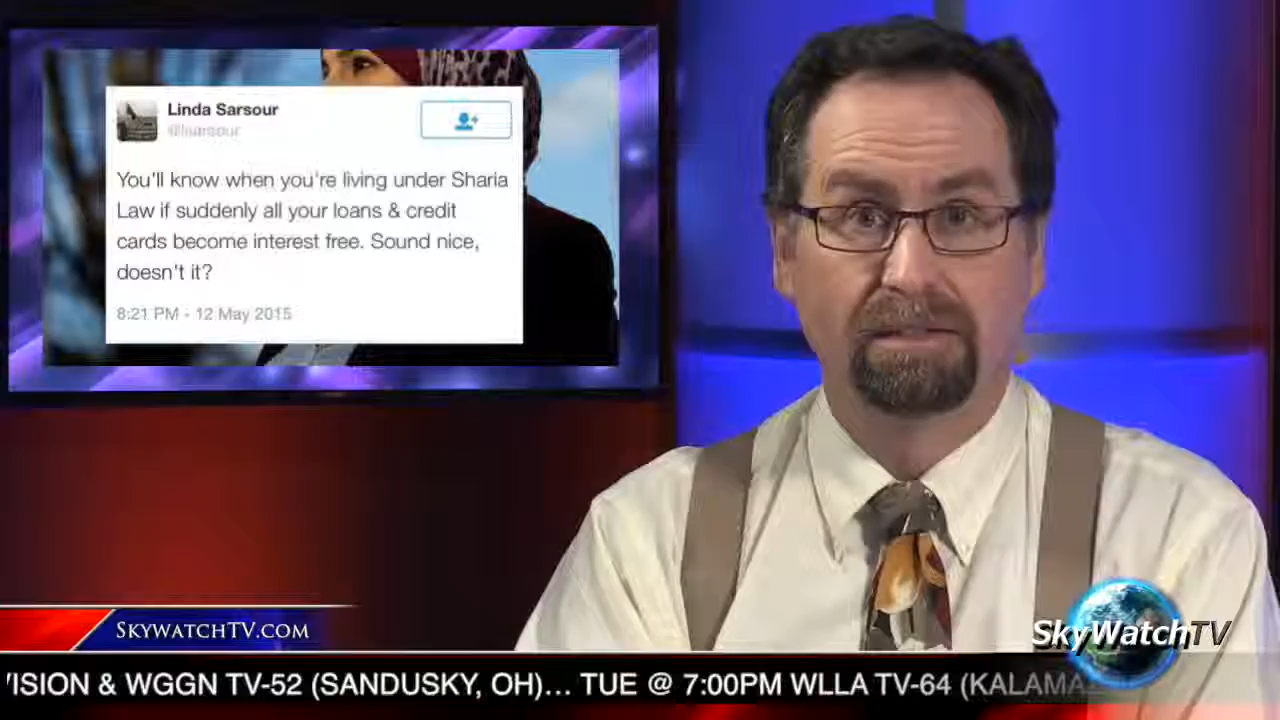 Linda Sarsour
@lsarsour
You'll know when you're living under Sharia
Law if suddenly all your loans & credit
cards become interest free. Sound nice,
doesn't it?
8:21 PM - 12 May 2015
SKYWATCHTV.COM
SkyWatchTV
VISION & WGGN TV-52 (SANDUSKY, OH)... TUE @ 7:00PM WLLA TV-64 (KALAMA